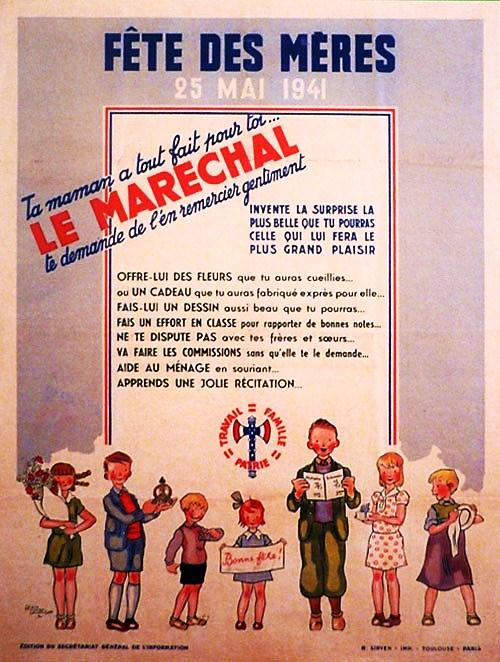 FÊTE DES MÈRES
25 MAI 1941
Ta maman a tout fait pour toi...
LE MARECHAL
te demande de l'en remercier gentiment
INVENTE LA SURPRISE LA
PLUS BELLE QUE TU POURRAS
CELLE QUI LUI FERA LE
PLUS GRAND PLAISIR
OFFRE-LUI DES FLEURS que tu auras cueillies...
ou UN CADEAU que tu auras fabriqué exprès pour elle...
FAIS-LUI UN DESSIN aussi beau que tu pourras...
FAIS UN EFFORT EN CLASSE pour rapporter de bonnes notes...
NE TE DISPUTE PAS avec tes frères et sœurs...
VA FAIRE LES COMMISSIONS sans qu'elle te le demande...
AIDE AU MÉNAGE en souriant...
APPRENDS UNE JOLIE RÉCITATION...
TRAVAIL = FAMILLE = PATRIE =
Bonne fête!
ÉDITION DU SECRÉTARIAT GÉNÉRAL DE L'INFORMATION
B. SIRVEN - IMP. - TOULOUSE - PARIS